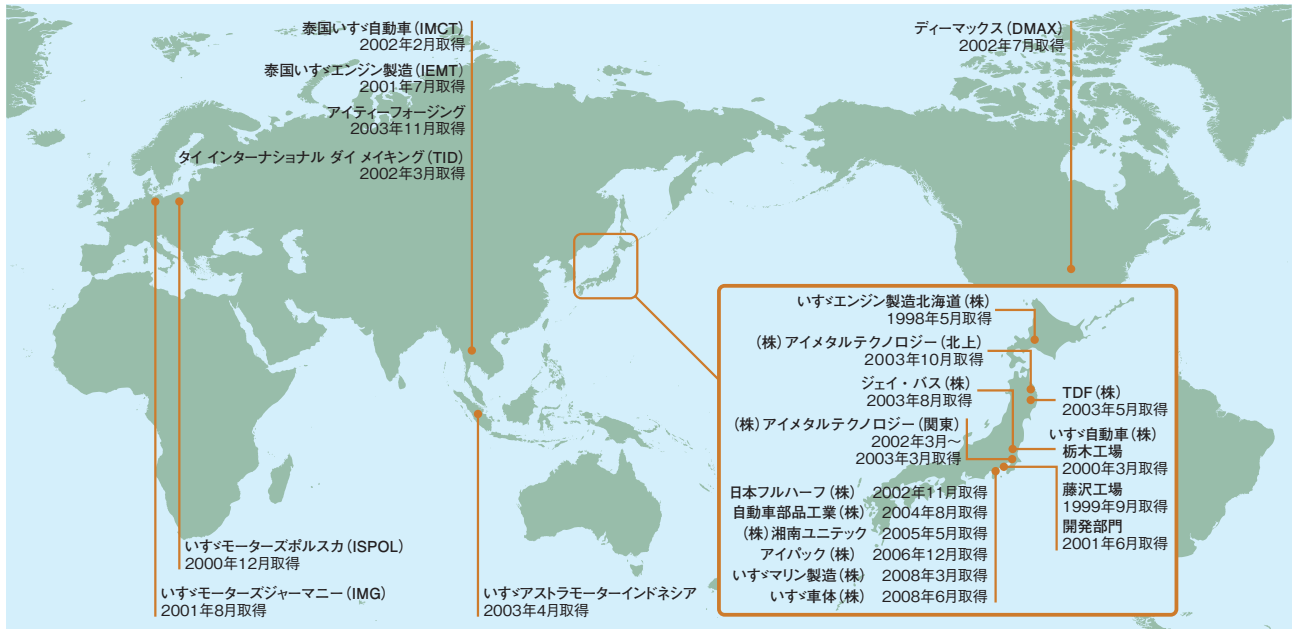 泰国いすゞ自動車(IMCT)
2002年2月取得
泰国いすゞエンジン製造(IEMT)
2001年7月取得
アイティーフォージング
2003年11月取得
タイ インターナショナル ダイ メイキング(TID)
2002年3月取得
ディーマックス(DMAX)
2002年7月取得
いすゞエンジン製造北海道(株)
1998年5月取得
(株)アイメタルテクノロジー(北上)
2003年10月取得
ジェイ・バス(株)
2003年8月取得
(株)アイメタルテクノロジー(関東)
2002年3月〜
2003年3月取得
TDF(株)
2003年5月取得
いすゞ自動車(株)
栃木工場
2000年3月取得
藤沢工場
1999年9月取得
開発部門
2001年6月取得
日本フルハーフ(株) 2002年11月取得
自動車部品工業(株) 2004年8月取得
(株)湘南ユニテック 2005年5月取得
アイパック(株) 2006年12月取得
いすゞマリン製造(株) 2008年3月取得
いすゞ車体(株) 2008年6月取得
いすゞモーターズポルスカ(ISPOL)
2000年12月取得
いすゞモーターズジャーマニー(IMG)
2001年8月取得
いすゞアストラモーターインドネシア
2003年4月取得